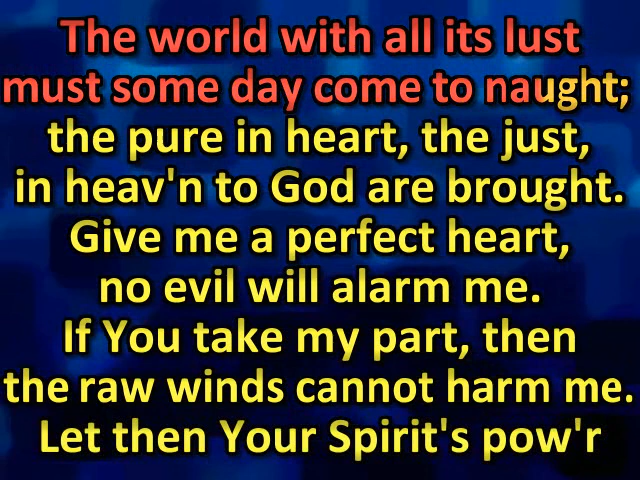 The world with all its lust
must some day come to naught;
the pure in heart, the just,
in heav'n to God are brought.
Give me a perfect heart,
no evil will alarm me.
If You take my part, then
the raw winds cannot harm me.
Let then Your Spirit's pow'r